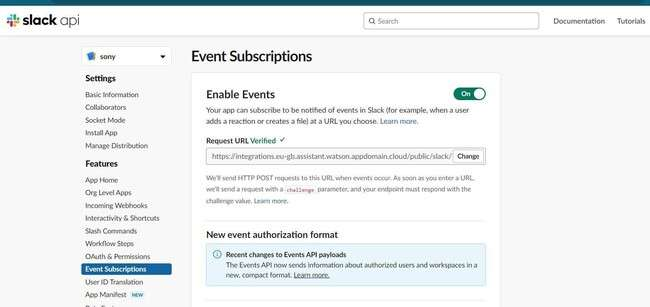 slack api
Search
Documentation
Tutorials
sony
Settings
Basic Information
Collaborators
Socket Mode
Install App
Manage Distribution
Features
App Home
Org Level Apps
Incoming Webhooks
Interactivity & Shortcuts
Slash Commands
Workflow Steps
OAuth & Permissions
Event Subscriptions
User ID Translation
App Manifest NEW
Event Subscriptions
Enable Events
On
Your app can subscribe to be notified of events in Slack (for example, when a user
adds a reaction or creates a file) at a URL you choose. Learn more.
Request URL Verified
https://integrations.eu-gb.assistant.watson.appdomain.cloud/public/slack/
Change
We'll send HTTP POST requests to this URL when events occur. As soon as you enter a URL,
we'll send a request with a challenge parameter, and your endpoint must respond with the
challenge value. Learn more.
New event authorization format
Recent changes to Events API payloads
The Events API now sends information about authorized users and workspaces in a
new, compact format. Learn more.